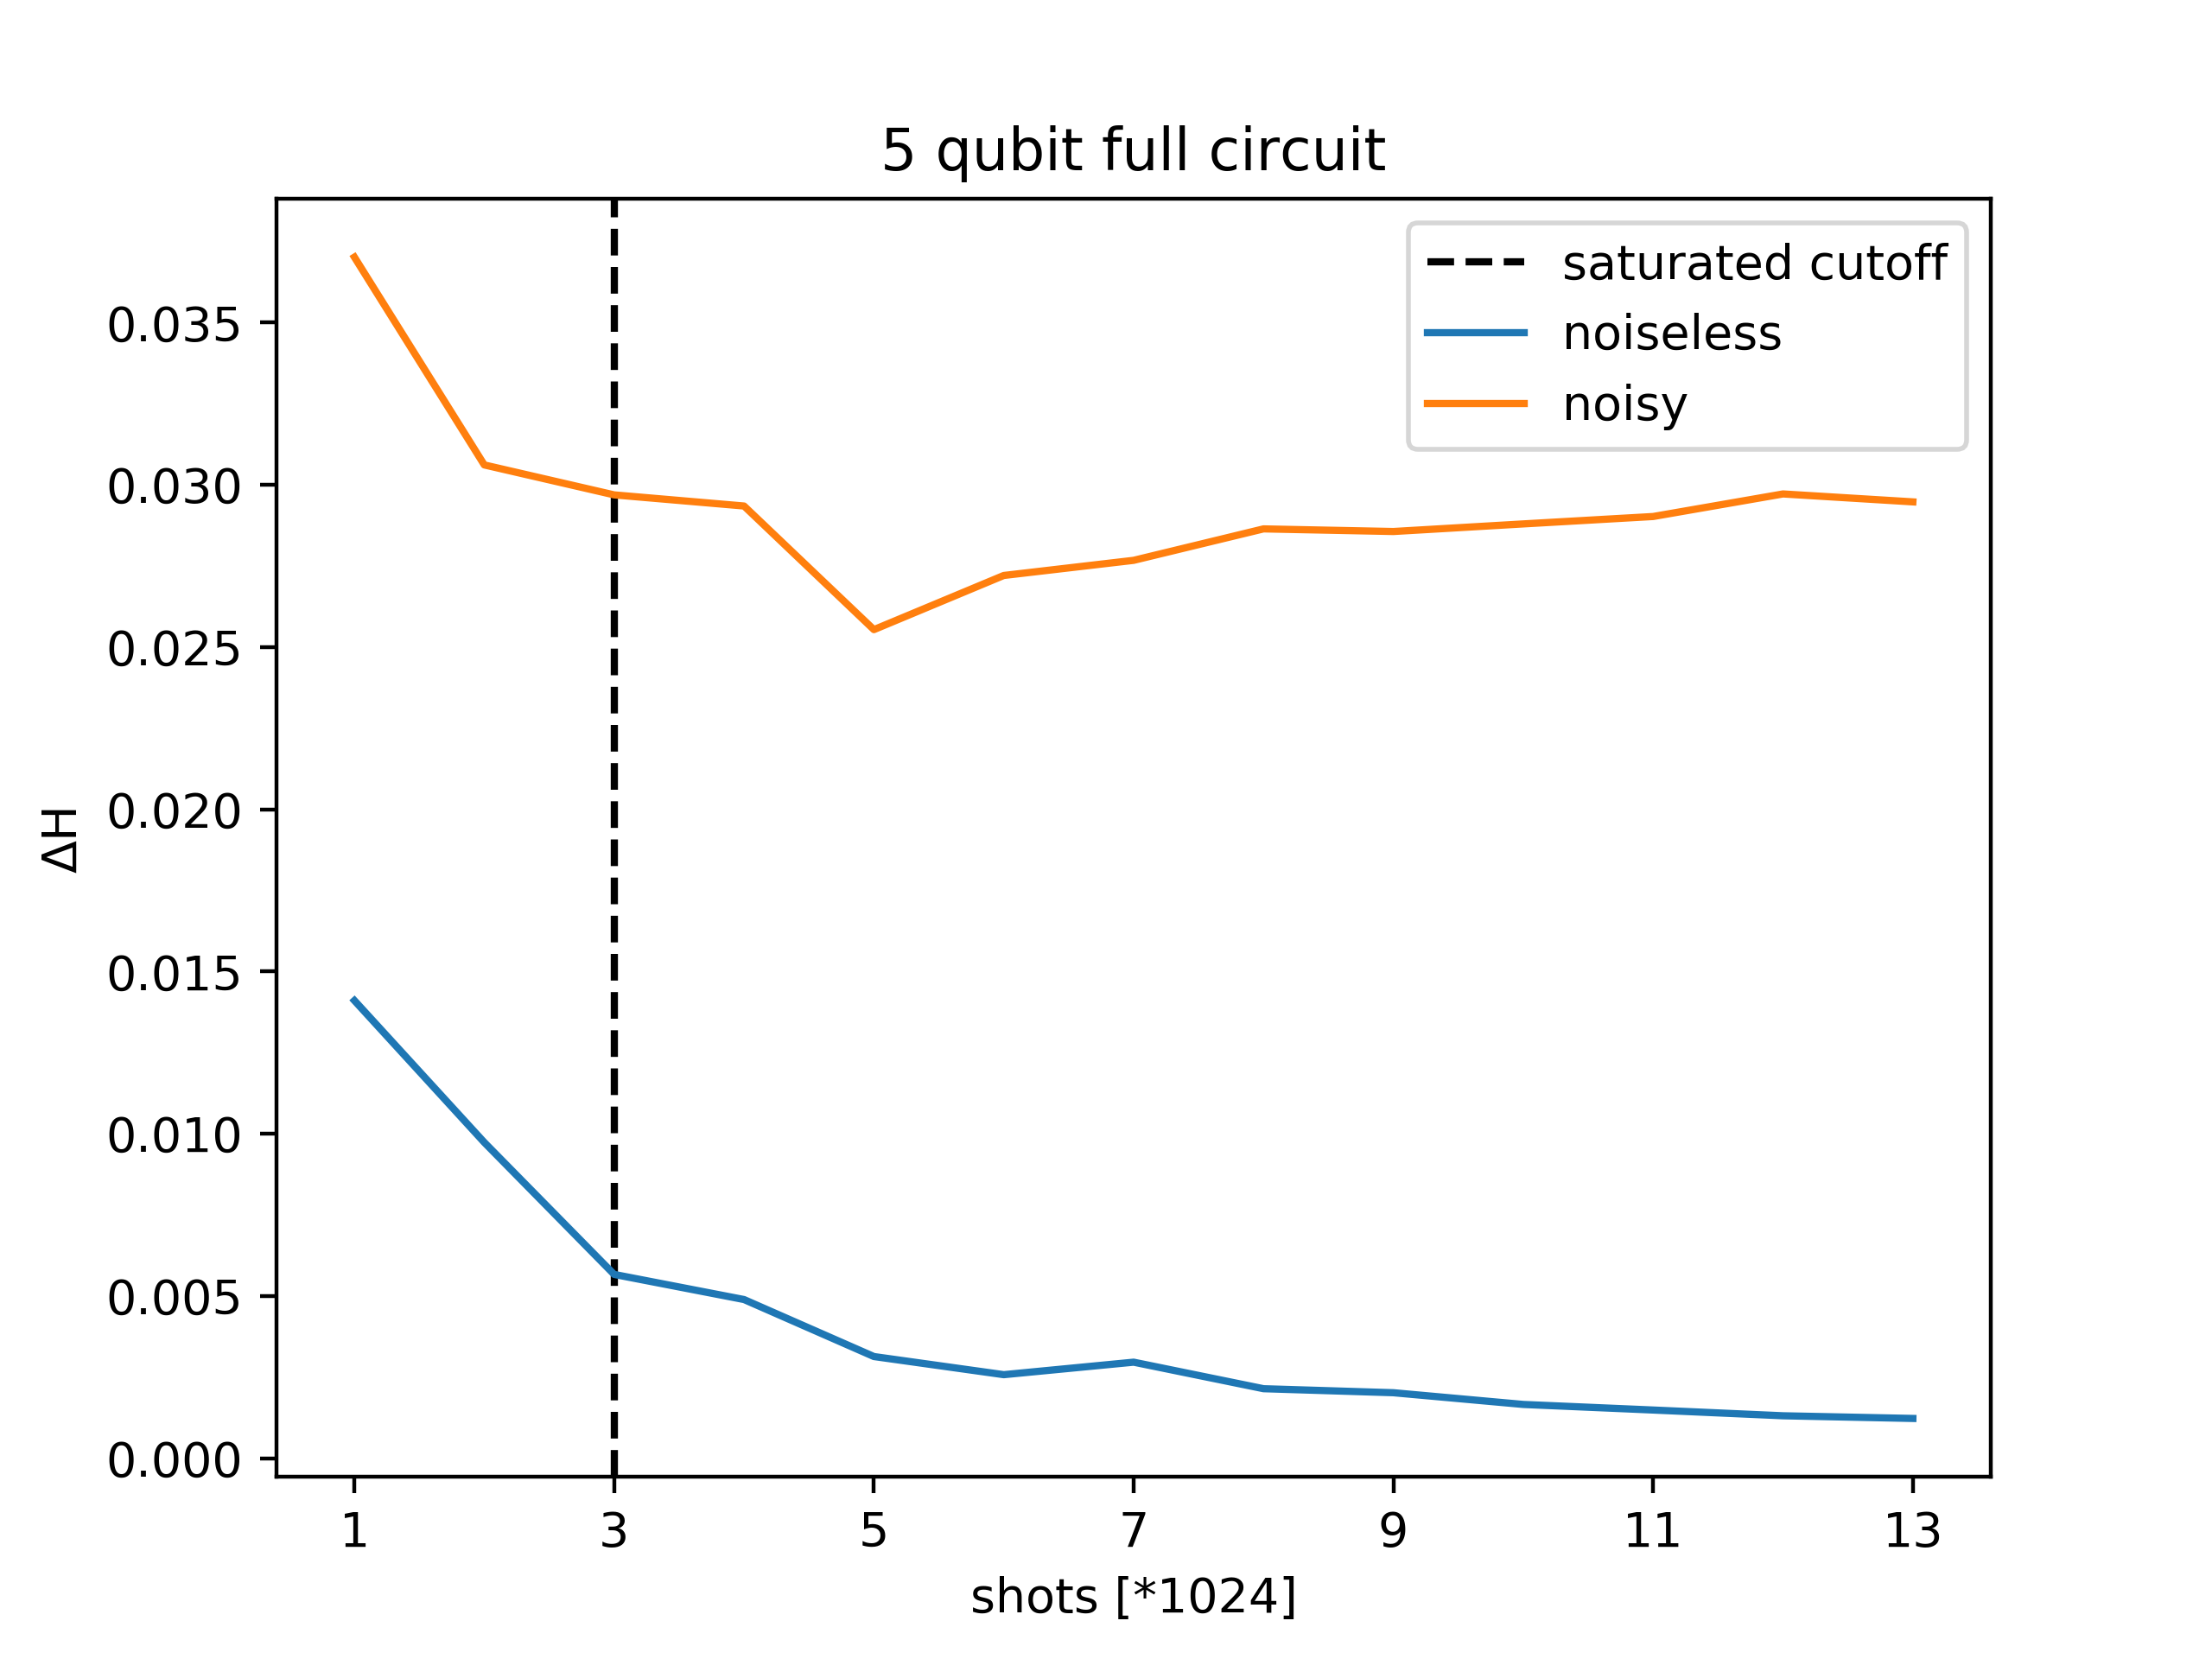 5 qubit full circuit
saturated cutoff
noiseless
noisy
0.035
0.030
0.025
0.020
0.015
0.010
0.005
0.000
ΔH
1 3 5 7 9 11 13
shots [*1024]